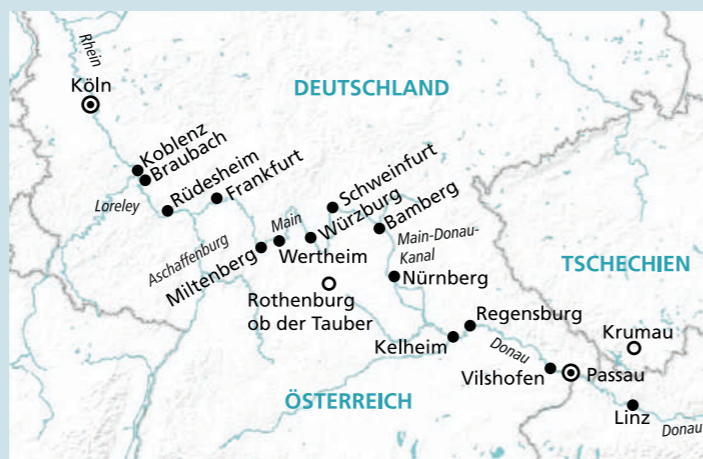 Rhein
Köln
DEUTSCHLAND
Koblenz
Braubach
Rüdesheim
Frankfurt
Loreley
Schweinfurt
Main
Würzburg
Bamberg
Aschaffenburg
Miltenberg
Wertheim
Main-Donau-
Kanal
TSCHECHIEN
Nürnberg
Rothenburg
ob der Tauber
Regensburg
Krumau
Kelheim
Donau
Vilshofen
Passau
ÖSTERREICH
Linz
Donau